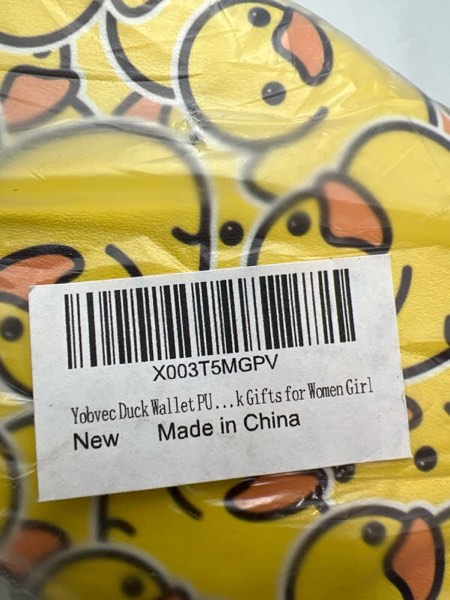 X003T5MGPV
Yobvec Duck Wallet PU...k Gifts for Women Girl
New Made in China